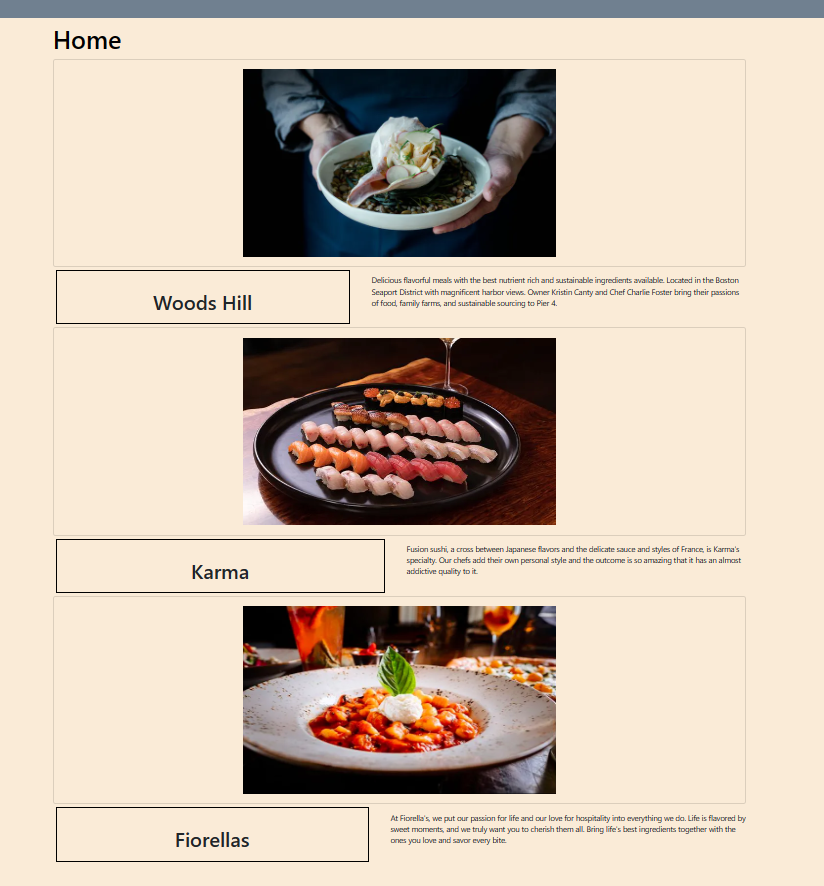 Home
Woods Hill
Delicious flavorful meals with the best nutrient rich and sustainable ingredients available. Located in the Boston
Seaport District with magnificent harbor views. Owner Kristin Canty and Chef Charlie Foster bring their passions
of food, family farms, and sustainable sourcing to Pier 4.
Karma
Fusion sushi, a cross between Japanese flavors and the delicate sauce and styles of France, is Karma's
specialty. Our chefs add their own personal style and the outcome is so amazing that it has an almost
addictive quality to it.
Fiorellas
At Fiorella's, we put our passion for life and our love for hospitality into everything we do. Life is flavored by
sweet moments, and we truly want you to cherish them all. Bring life's best ingredients together with the
ones you love and savor every bite.